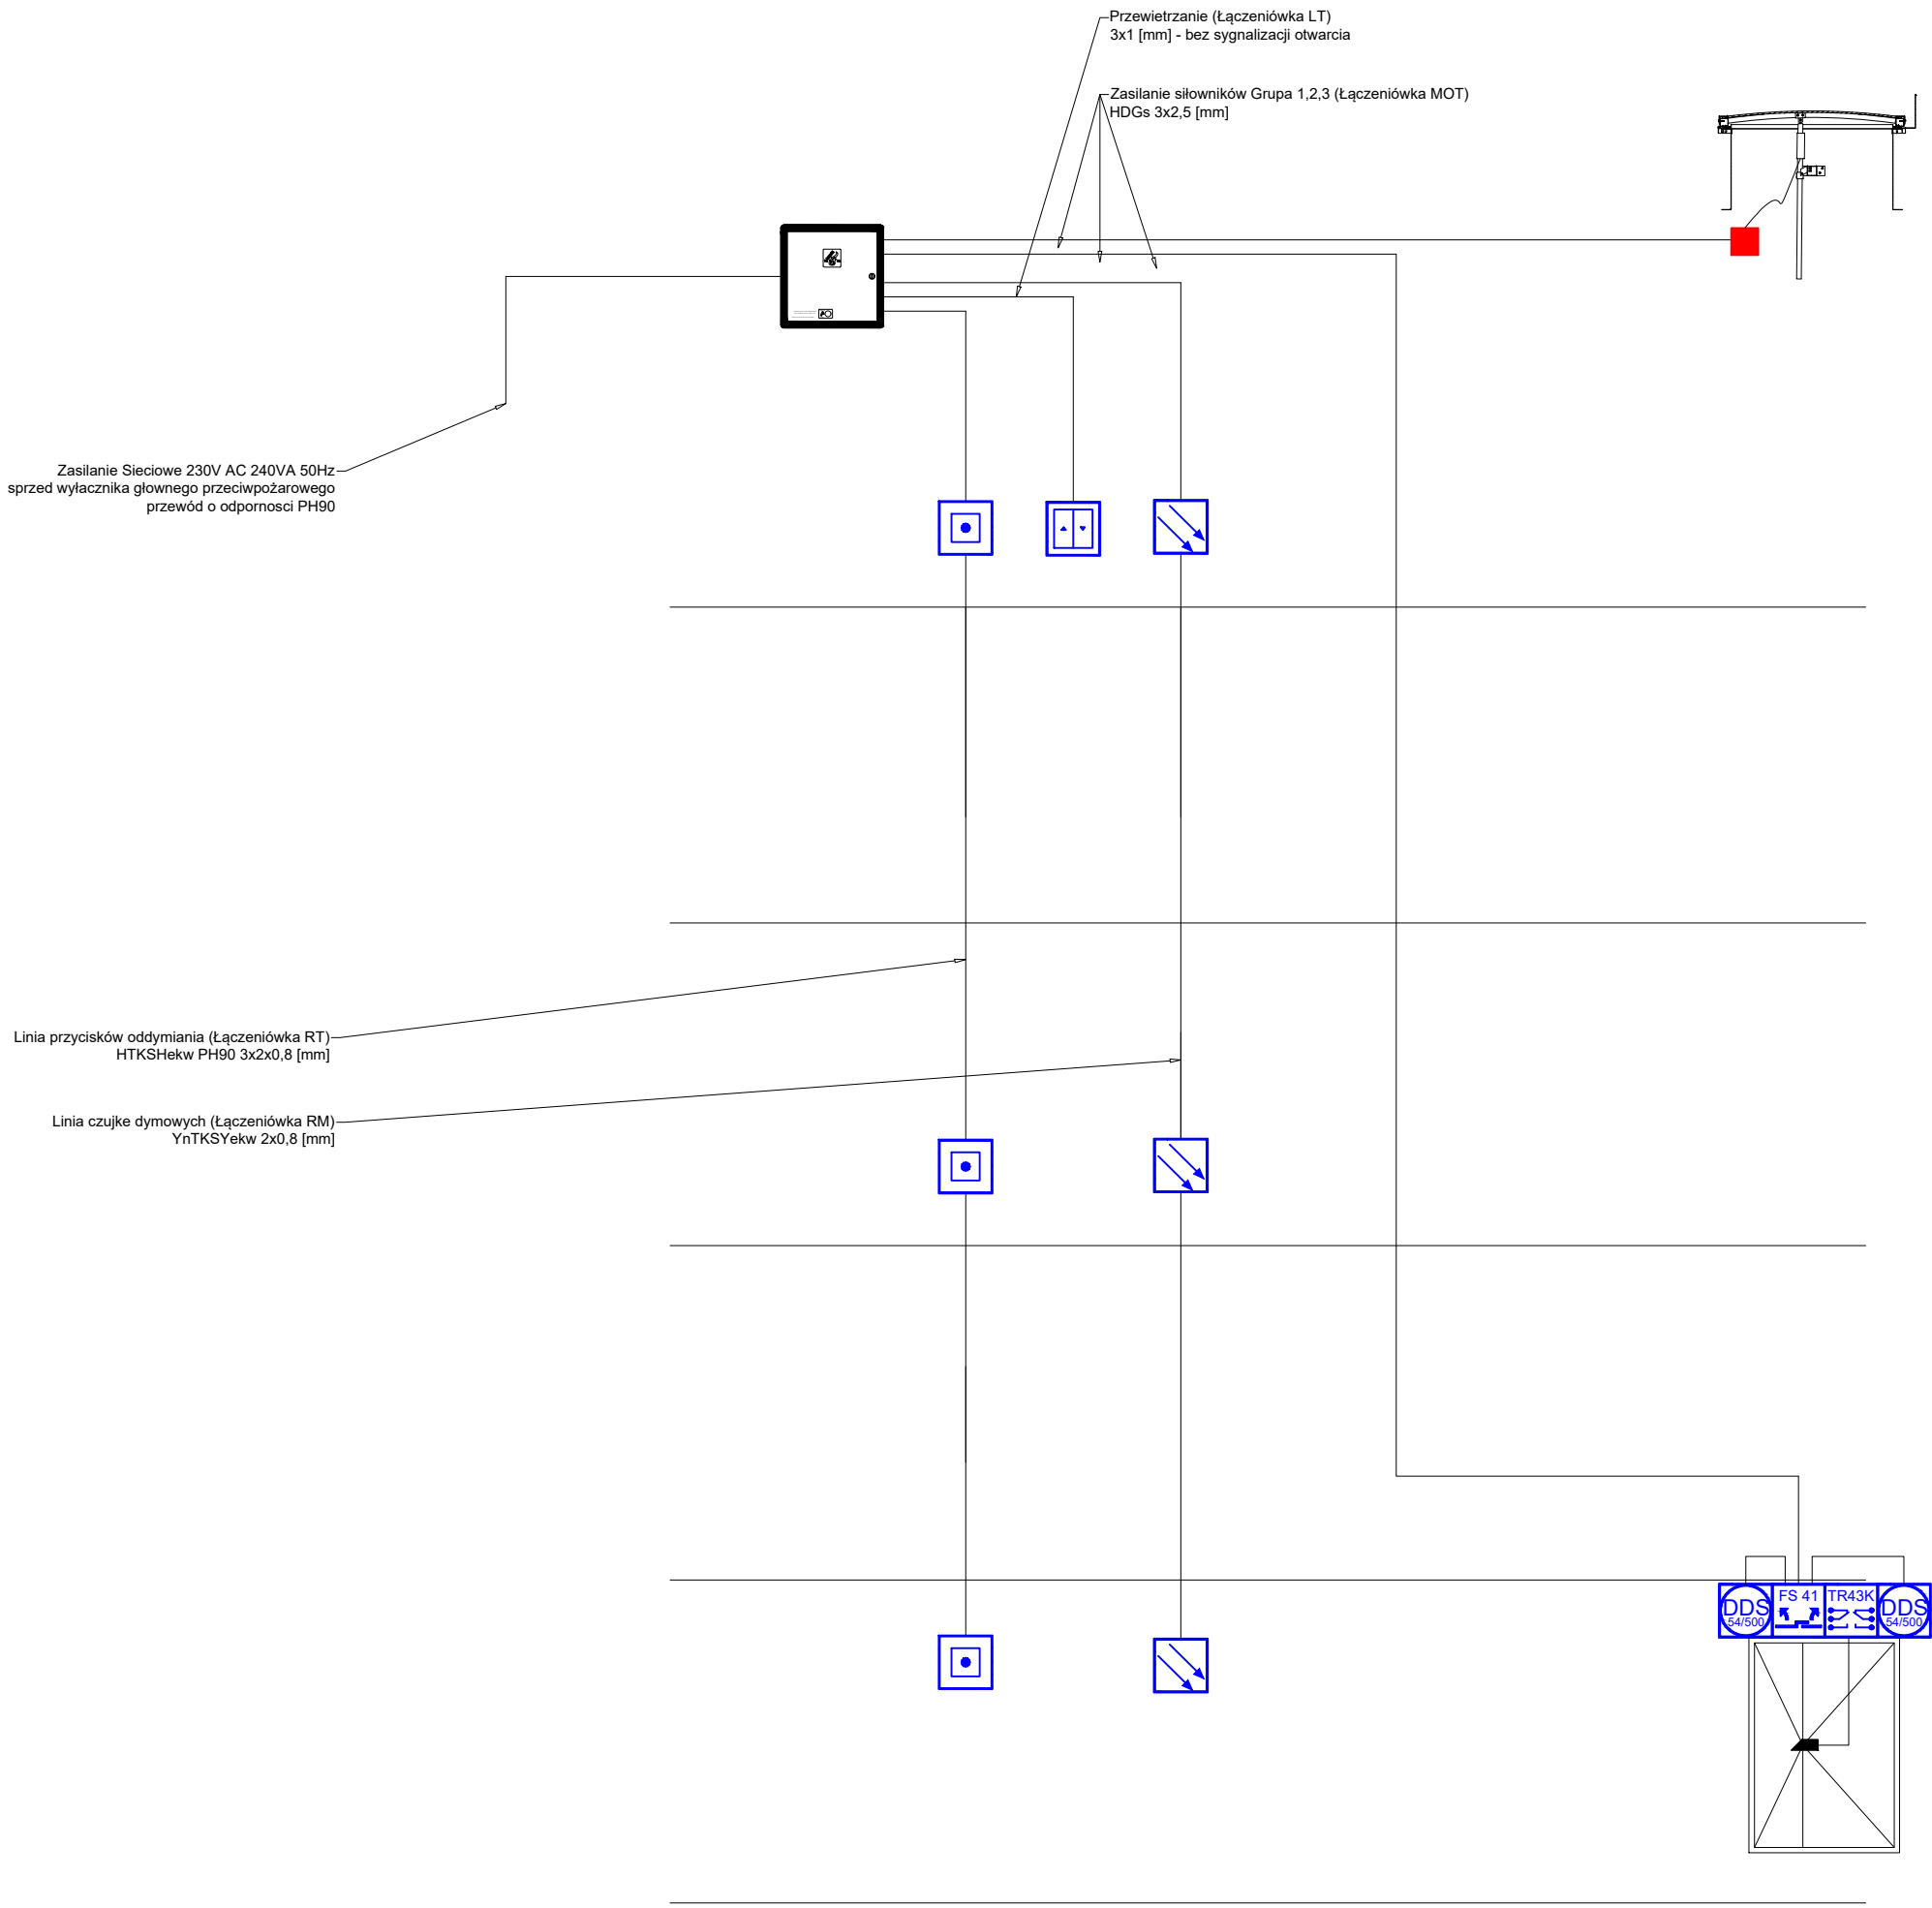 Przewietrzanie (Łączeniówka LT)
3x1 [mm] - bez sygnalizacji otwarcia
Zasilanie siłowników Grupa 1,2,3 (Łączeniówka MOT)
HDGs 3x2,5 [mm]
Zasilanie Sieciowe 230V AC 240VA 50Hz
sprzed wyłacznika głownego przeciwpożarowego
przewód o odpornosci PH90
Linia przycisków oddymiania (Łączeniówka RT)
HTKSHekw PH90 3x2x0,8 [mm]
Linia czujke dymowych (Łączeniówka RM)
YnTKSYekw 2x0,8 [mm]
DDS
54/500
FS 41
TR43K
DDS
54/500